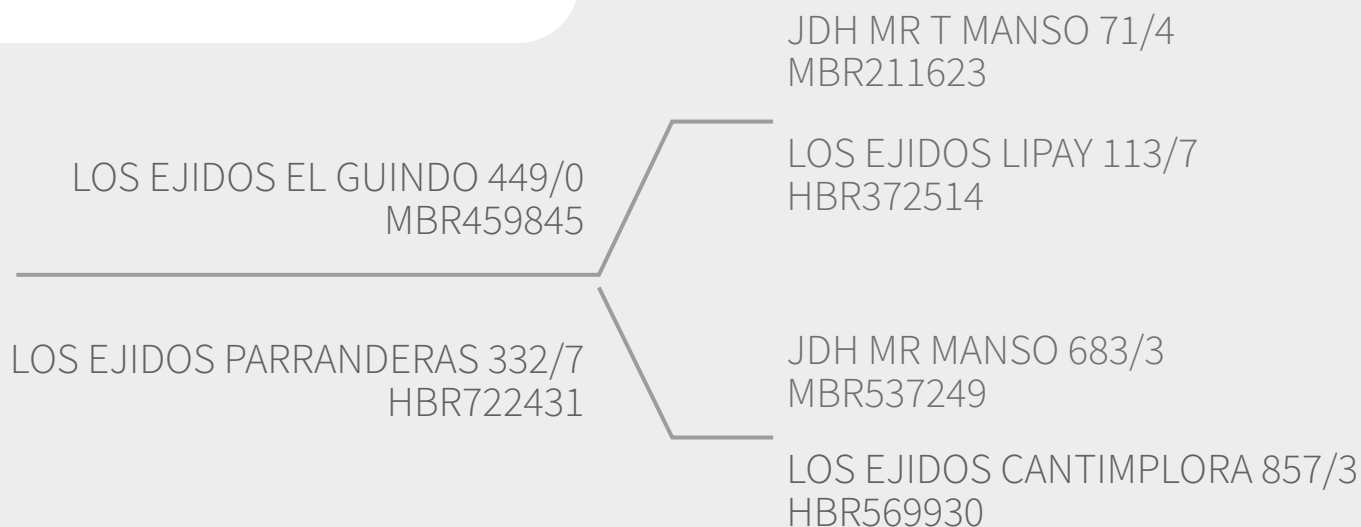 LOS EJIDOS EL GUINDO 449/0
MBR459845
LOS EJIDOS PARRANDERAS 332/7
HBR722431
JDH MR T MANSO 71/4
MBR211623
LOS EJIDOS LIPAY 113/7
HBR372514
JDH MR MANSO 683/3
MBR537249
LOS EJIDOS CANTIMPLORA 857/3
HBR569930